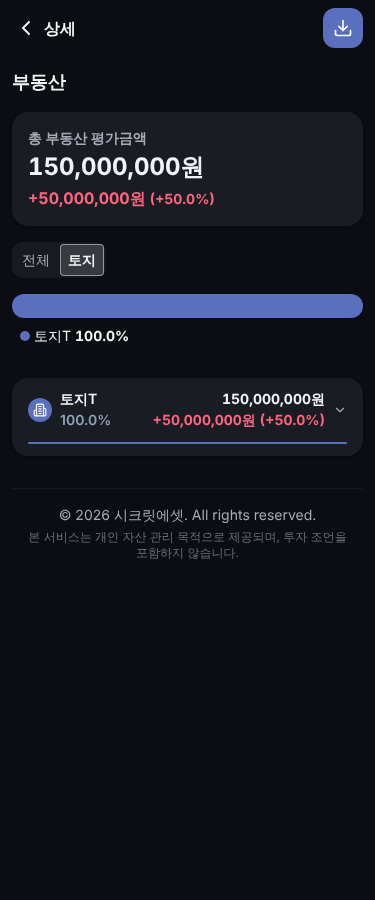 상세
부동산
총 부동산 평가금액
150,000,000원
+50,000,000원 (+50.0%)
전체 토지
토지T 100.0%
토지T 150,000,000원
100.0% +50,000,000원 (+50.0%)
© 2026 시크릿에셋. All rights reserved.
본 서비스는 개인 자산 관리 목적으로 제공되며, 투자 조언을
포함하지 않습니다.